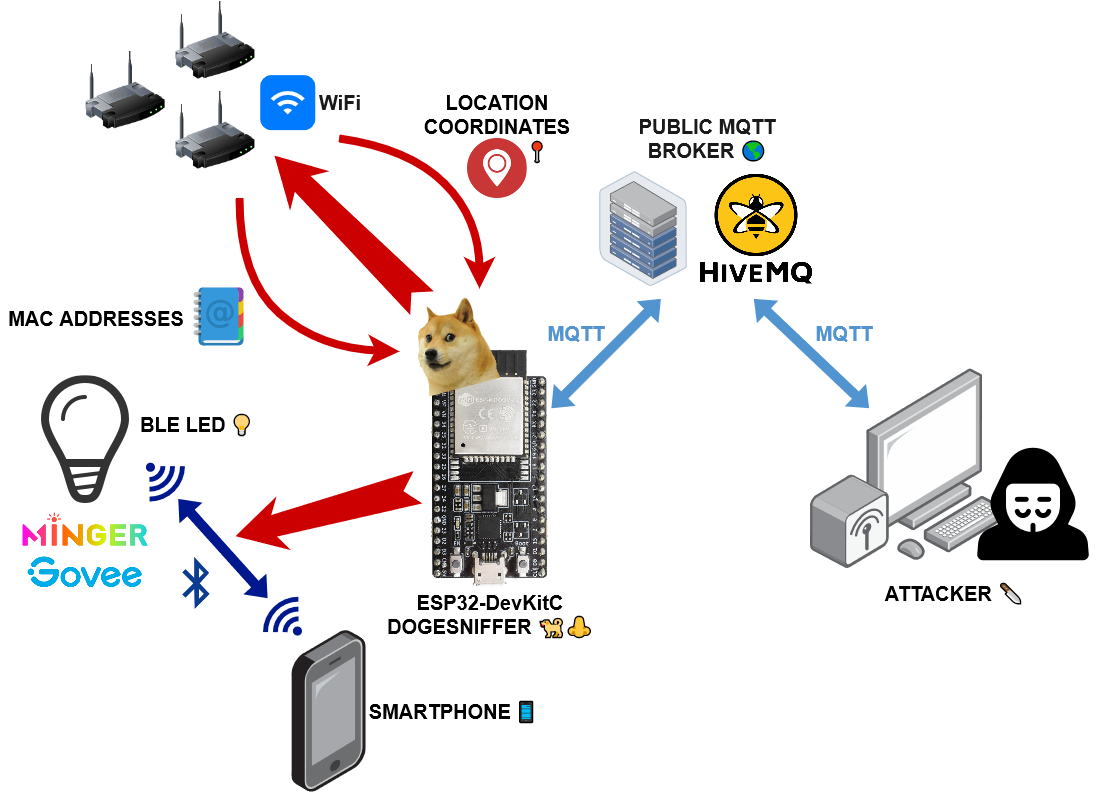 WiFi
LOCATION
COORDINATES
PUBLIC MQTT
BROKER
HIVEMQ
MAC ADDRESSES
@
MQTT
MQTT
BLE LED
MINGER
Govee
ESP32-DevKitC
DOGESNIFFER
ATTACKER
SMARTPHONE
Boot